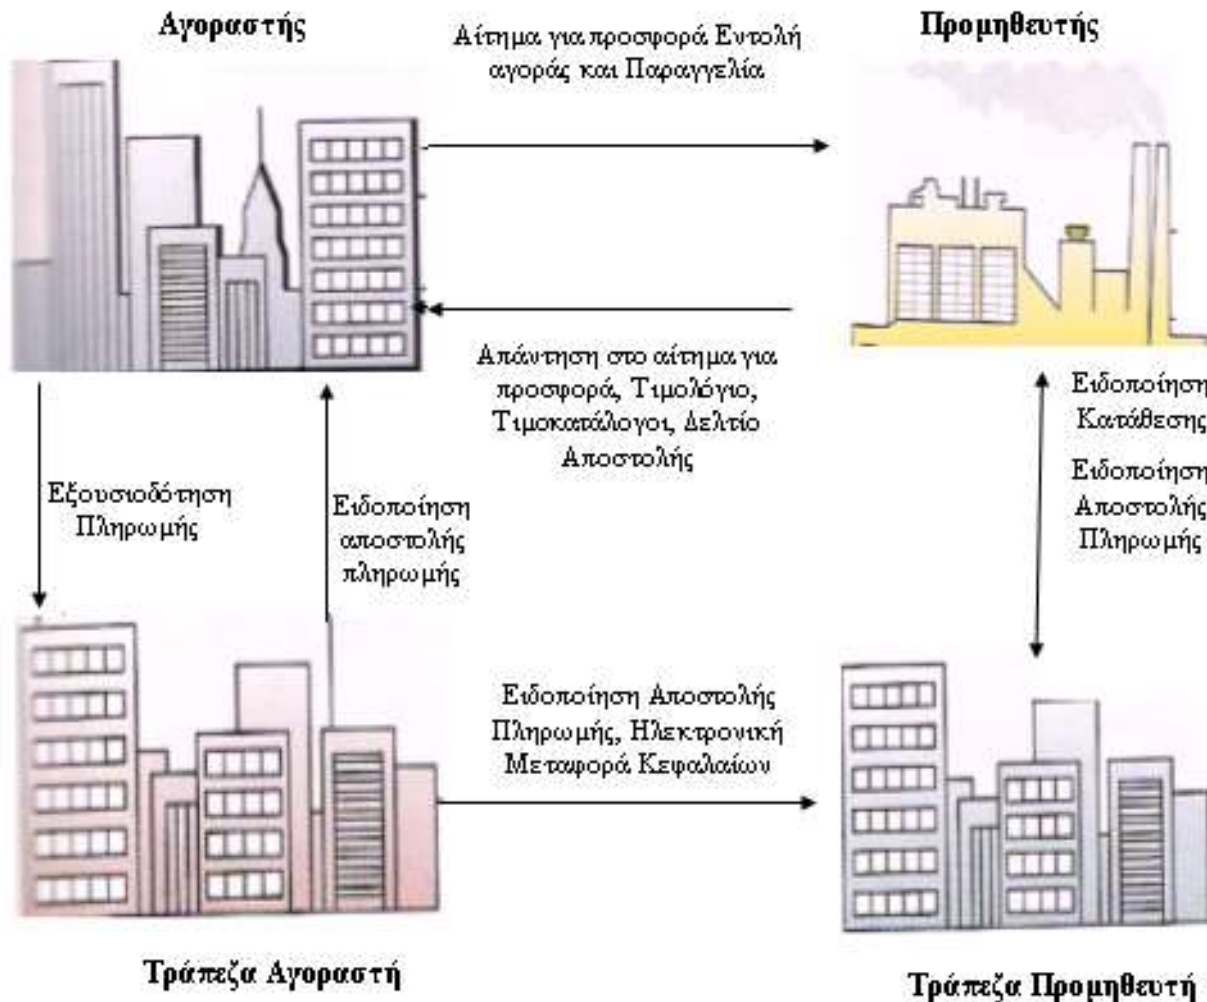 Αγοραστής
Αίτημα για προσφορά Εντολή
αγοράς και Παραγγελία
Προμηθευτής
Απάντηση στο αίτημα για
προσφορά, Τιμολόγιο,
Τιμοκατάλογοι, Δελτίο
Αποστολής
Ειδοποίηση
Κατάθεσης
Ειδοποίηση
Αποστολής
Πληρωμής
Εξουσιοδότηση
Πληρωμής
Ειδοποίηση
αποστολής
πληρωμής
Ειδοποίηση Αποστολής
Πληρωμής, Ηλεκτρονική
Μεταφορά Κεφαλαίων
Τράπεζα Αγοραστή
Τράπεζα Προμηθευτή